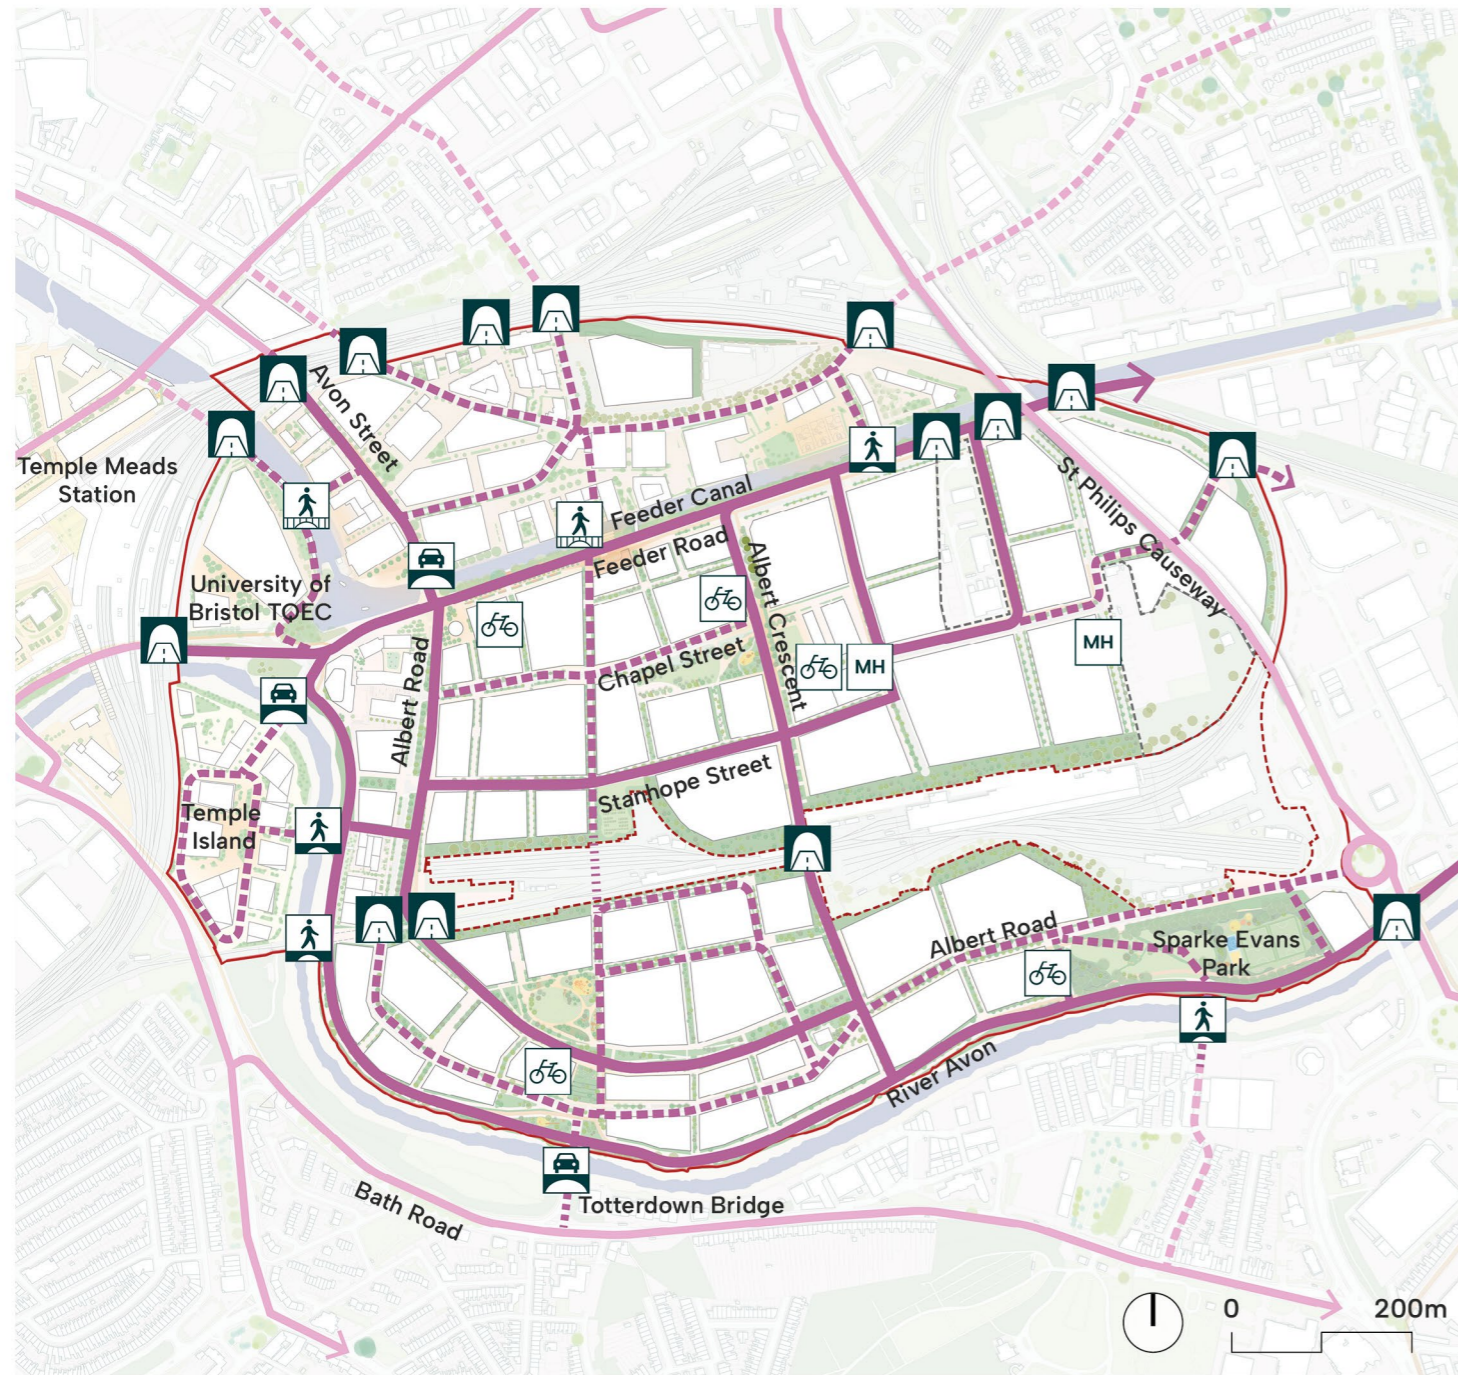 Avon Street
Temple Meads
Station
Feeder Canal
St Philips Causeway
Feeder Road
University of
Bristol TQEC
Albert Crescent
MH
MH
Chapel Street
Albert Road
Stanhope Street
Temple
Island
Albert Road
Sparke Evans
Park
River Avon
Bath Road
Totterdown Bridge
0 200m